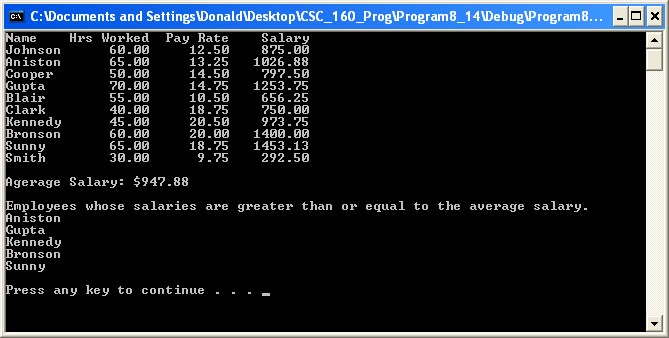 C:\Documents and Settings\Donald\Desktop\CSC_160_Prog\Program8_14\Debug\Program8...
Name Hrs Worked Pay Rate Salary
Johnson 60.00 12.50 875.00
Aniston 65.00 13.25 1026.88
Cooper 50.00 14.50 797.50
Gupta 70.00 14.75 1253.75
Blair 55.00 10.50 656.25
Clark 40.00 18.75 750.00
Kennedy 45.00 20.50 973.75
Bronson 60.00 20.00 1400.00
Sunny 65.00 18.75 1453.13
Smith 30.00 9.75 292.50
Agerage Salary: $947.88
Employees whose salaries are greater than or equal to the average salary.
Aniston
Gupta
Kennedy
Bronson
Sunny
Press any key to continue . . . _